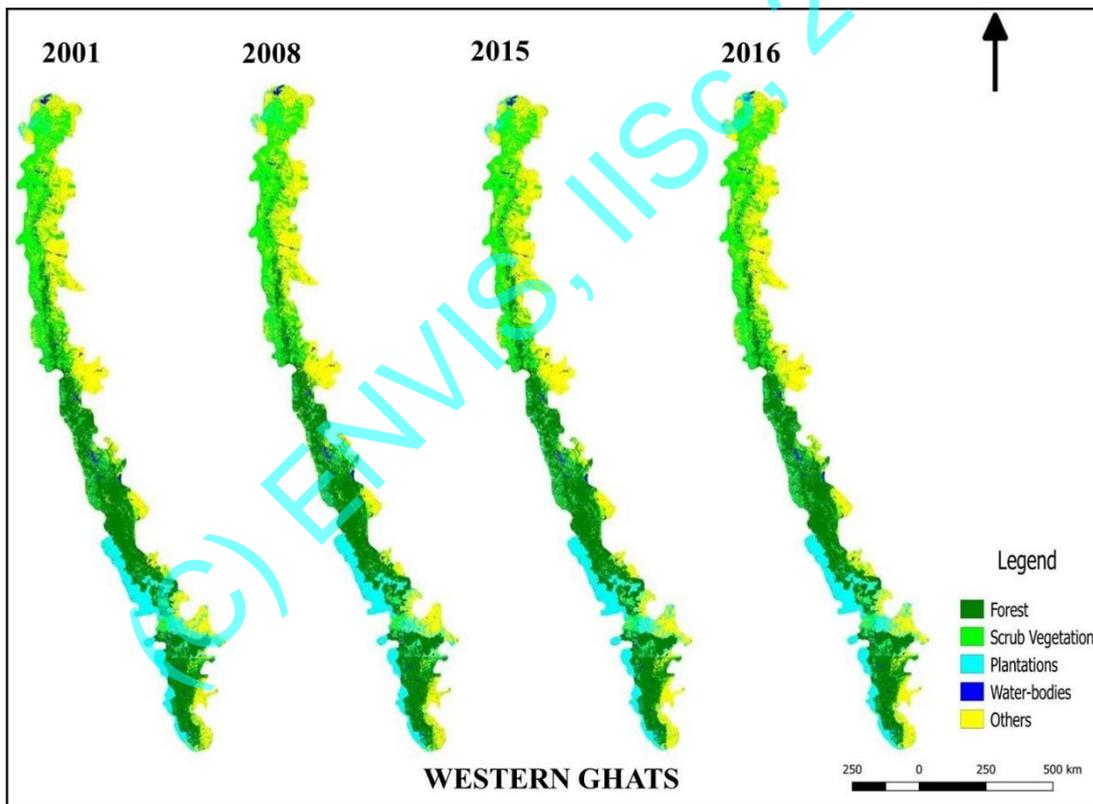 2001
2008
2015
2016
(C) ENVIS, IISc, 2
Legend
Forest
Scrub Vegetation
Plantations
Water-bodies
Others
WESTERN GHATS
250 0 250 500 km